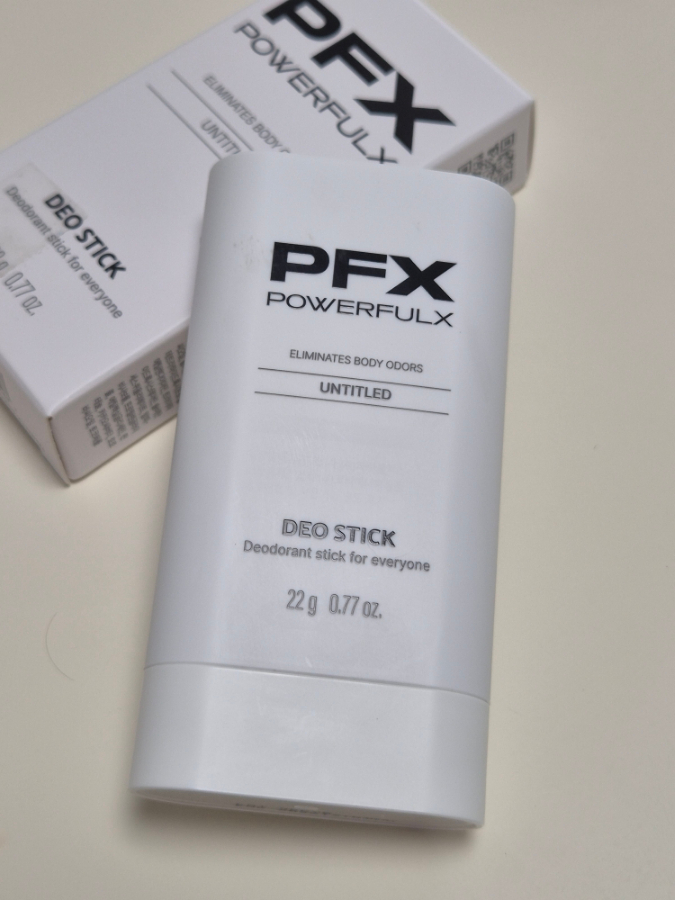 PFX
POWERFULX
ELIMINATES BODY O
UNTIT
DEO STICK
Deodorant stick for everyone
0.77 oz.
PFX
POWERFULX
ELIMINATES BODY ODORS
UNTITLED
DEO STICK
Deodorant stick for everyone
22 g 0.77 oz.